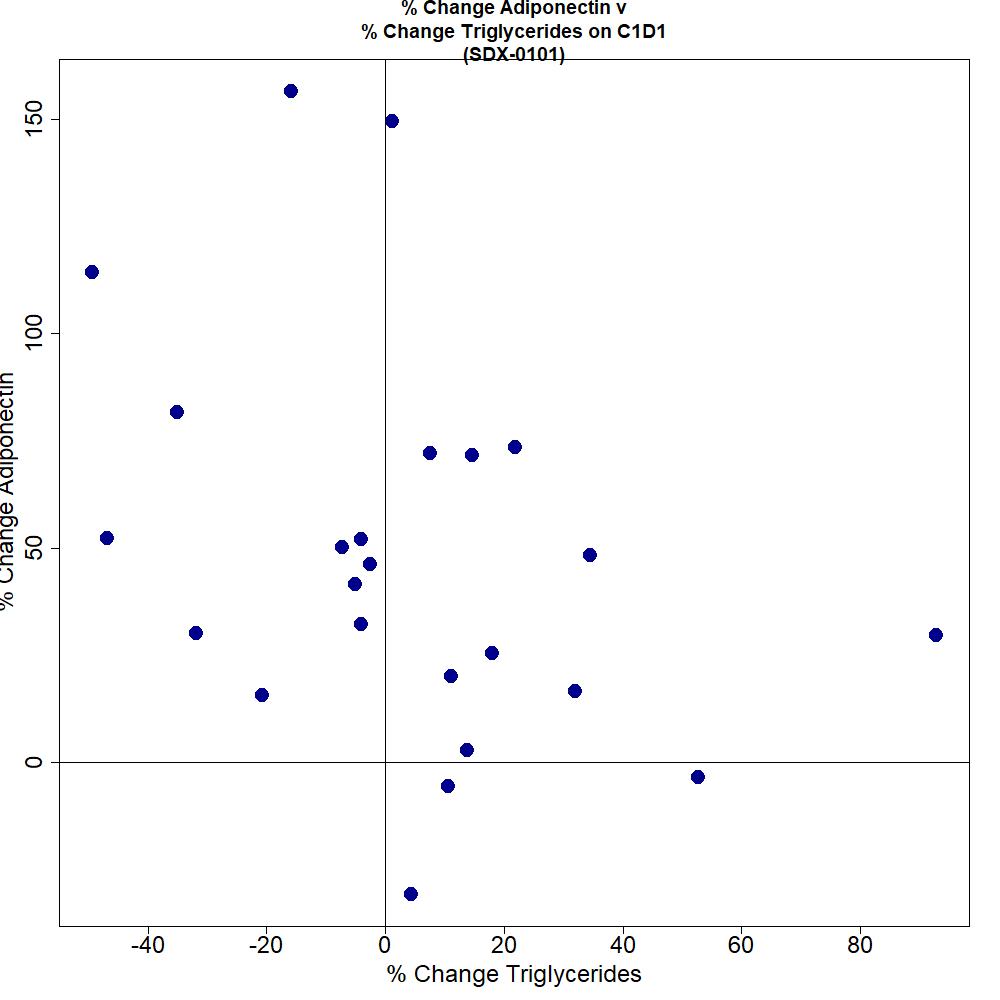 % Change Adiponectin v
% Change Triglycerides on C1D1
(SDX-0101)
% Change Adiponectin
150
100
50
0
-40
-20
0
20
40
60
80
% Change Triglycerides